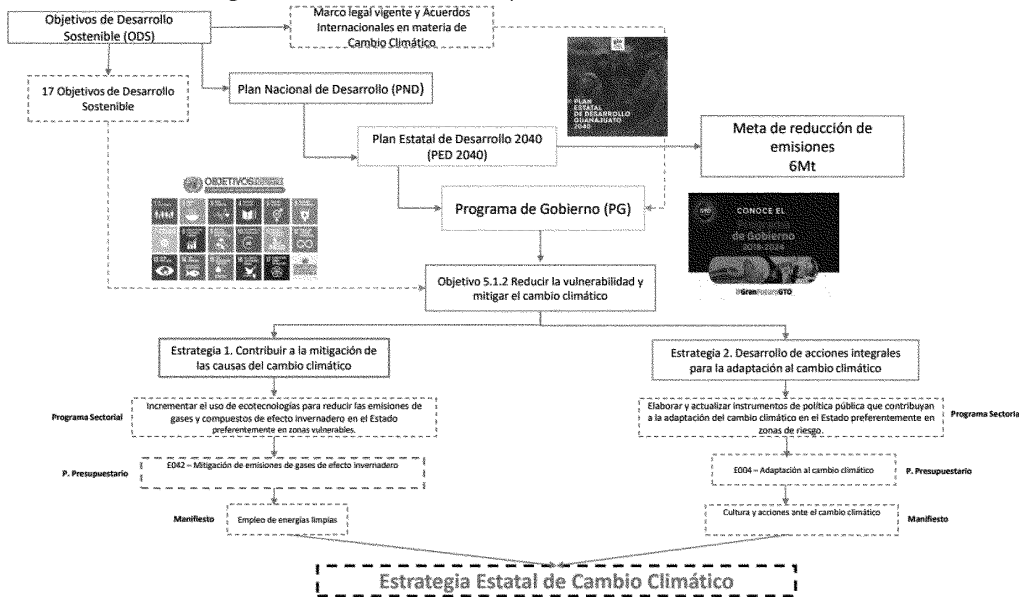 Objetivos de Desarrollo
Sostenible (ODS)
Marco legal vigente y Acuerdos
Internacionales en materia de
Cambio Climático
17 Objetivos de Desarrollo
Sostenible
Plan Nacional de Desarrollo (PND)
PLAN
ESTATAL
DE DESARROLLO
GUANAJUATO
2040
Plan Estatal de Desarrollo 2040
(PED 2040)
Meta de reducción de
emisiones
6Mt
OBJETIVOS
Programa de Gobierno (PG)
CONOCE EL
de Gobierno
2018-2024
#GranFuturoGTO
Objetivo 5.1.2 Reducir la vulnerabilidad y
mitigar el cambio climático
Estrategia 1. Contribuir a la mitigación de
las causas del cambio climático
Estrategia 2. Desarrollo de acciones integrales
para la adaptación al cambio climático
Programa Sectorial
Incrementar el uso de ecotecnologías para reducir las emisiones de
gases y compuestos de efecto invernadero en el Estado
preferentemente en zonas vulnerables.
Elaborar y actualizar instrumentos de política pública que contribuyan
a la adaptación del cambio climático en el Estado preferentemente en
zonas de riesgo.
Programa Sectoria
P. Presupuestario
E042 – Mitigación de emisiones de gases de efecto invernadero
E004 – Adaptación al cambio climático
P. Presupuestario
Manifiesto
Empleo de energías limpias
Cultura y acciones ante el cambio climático
Manifiesto
Estrategia Estatal de Cambio Climático